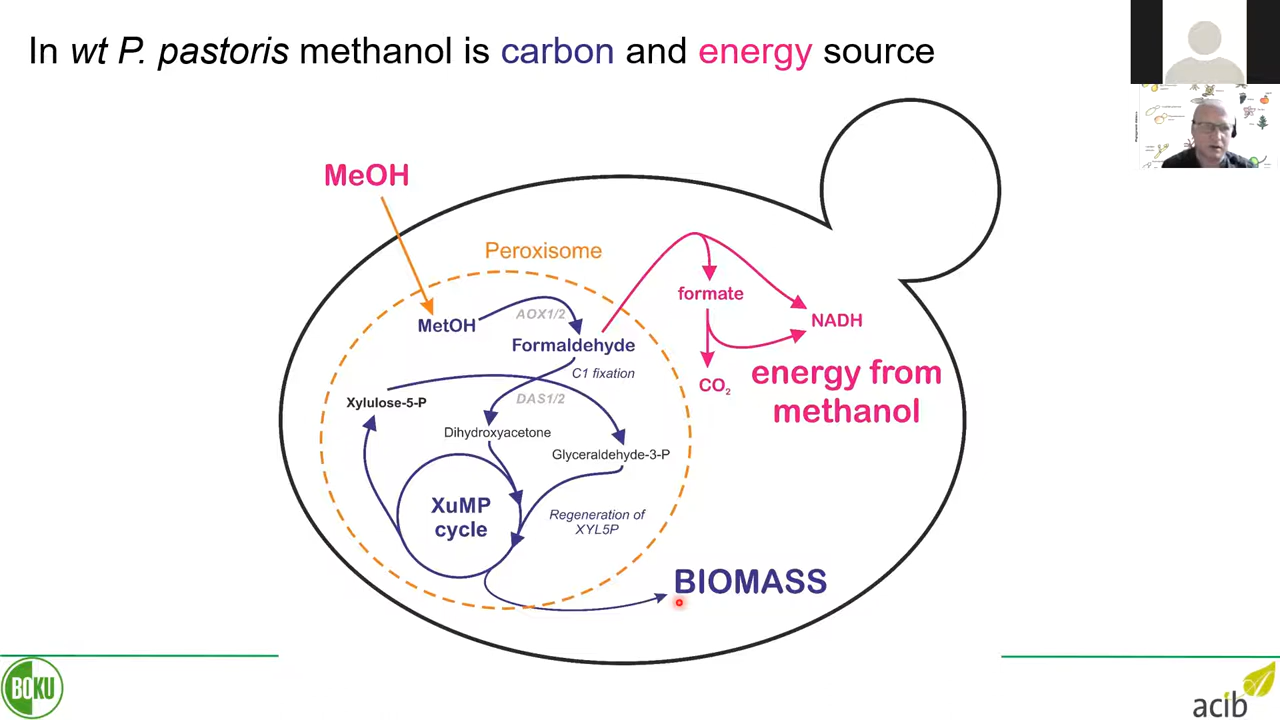 In wt P. pastoris methanol is carbon and energy source
MeOH
Peroxisome
MetOH
AOX1/2
Formaldehyde
C1 fixation
formate
NADH
CO2
energy from
methanol
Xylulose-5-P
DAS1/2
Dihydroxyacetone
Glyceraldehyde-3-P
XuMP
cycle
Regeneration of
XYL5P
BIOMASS
BOKU
acib